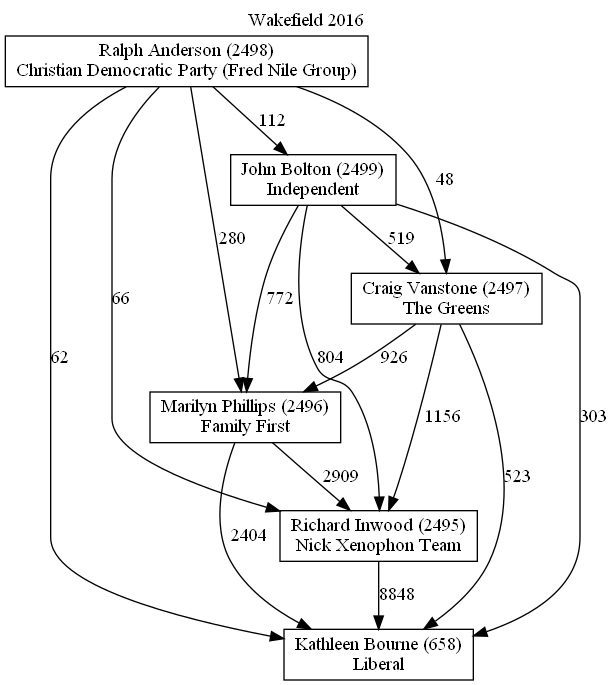 Wakefield 2016
Ralph Anderson (2498)
Christian Democratic Party (Fred Nile Group)
112
John Bolton (2499)
Independent
48
280
519
Craig Vanstone (2497)
The Greens
66
772
62
804
926
Marilyn Phillips (2496)
Family First
1156
303
2909
523
Richard Inwood (2495)
Nick Xenophon Team
2404
8848
Kathleen Bourne (658)
Liberal